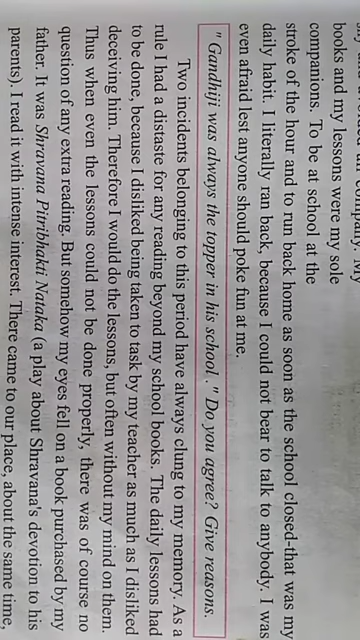 books and my lessons were my sole
companions. To be at school at the
stroke of the hour and to run back home as soon as the school closed-that was my
daily habit. I literally ran back, because I could not bear to talk to anybody. I was
even afraid lest anyone should poke fun at me.
"Gandhiji was always the topper in his school." Do you agree? Give reasons.
Two incidents belonging to this period have always clung to my memory. As a
rule I had a distaste for any reading beyond my school books. The daily lessons had
to be done, because I disliked being taken to task by my teacher as much as I disliked
deceiving him. Therefore I would do the lessons, but often without my mind on them.
Thus when even the lessons could not be done properly, there was of course no
question of any extra reading. But somehow my eyes fell on a book purchased by my
father. It was Shravana Pitribhakti Nataka (a play about Shravana's devotion to his
parents). I read it with intense interest. There came to our place, about the same time,